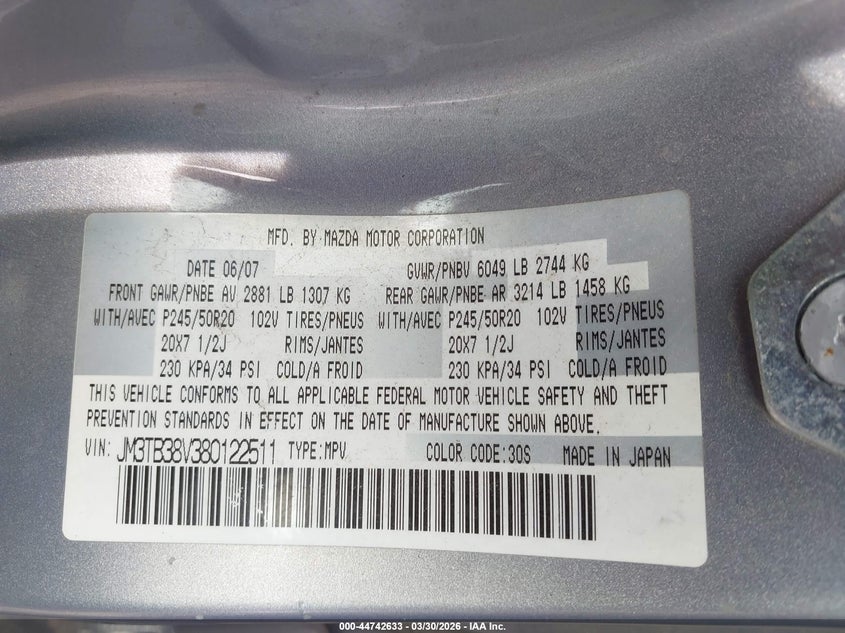 MFD. BY MAZDA MOTOR CORPORATION
DATE 06/07 GVWR/PNBV 6049 LB 2744 KG
FRONT GAWR/PNBE AV 2881 LB 1307 KG REAR GAWR/PNBE AR 3214 LB 1458 KG
WITH/AVEC P245/50R20 102V TIRES/PNEUS WITH/AVEC P245/50R20 102V TIRES/PNEUS
20X7 1/2J RIMS/JANTES 20X7 1/2J RIMS/JANTES
230 KPA/34 PSI COLD/A FROID 230 KPA/34 PSI COLD/A FROID
THIS VEHICLE CONFORMS TO ALL APPLICABLE FEDERAL MOTOR VEHICLE SAFETY AND THEFT
PREVENTION STANDARDS IN EFFECT ON THE DATE OF MANUFACTURE SHOWN ABOVE.
VIN: JM3TB38V380122511 TYPE:MPV COLOR CODE:30S MADE IN JAPAN
000-44742633 - 03/30/2026 - IAA Inc.